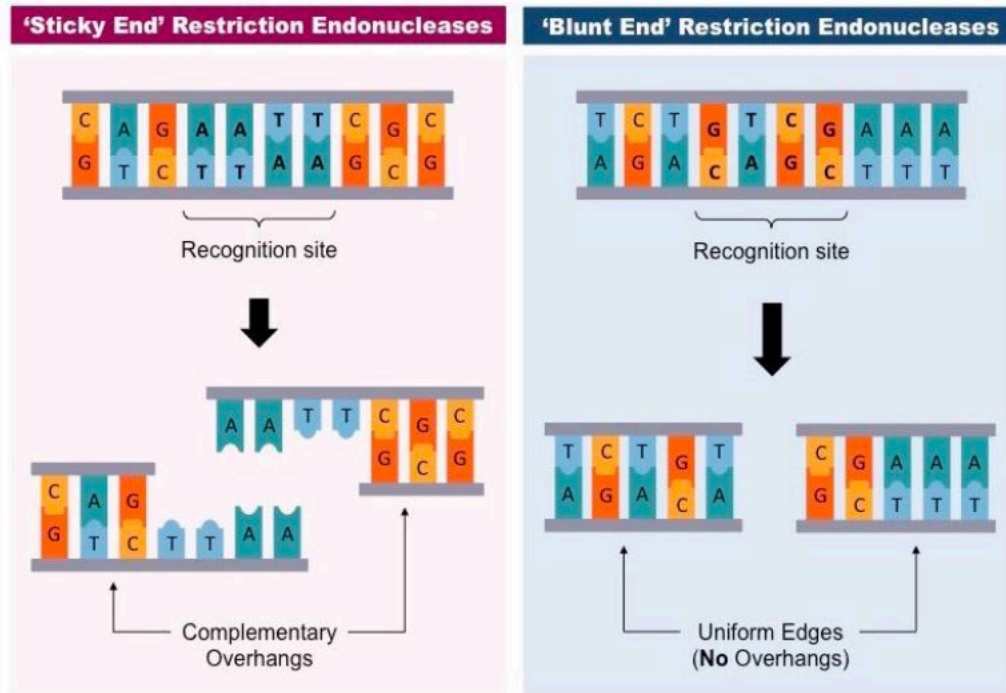 'Sticky End' Restriction Endonucleases
C A G A A T T C G C
G T C T T A A G C G
Recognition site
A A T T C G C
G C G
C A G
G T C T T A A
Complementary
Overhangs
'Blunt End' Restriction Endonucleases
T C T G T C G A A A
A G A C A G C T T T
Recognition site
T C T G T
A G A C A
C G A A A
G C T T T
Uniform Edges
(No Overhangs)